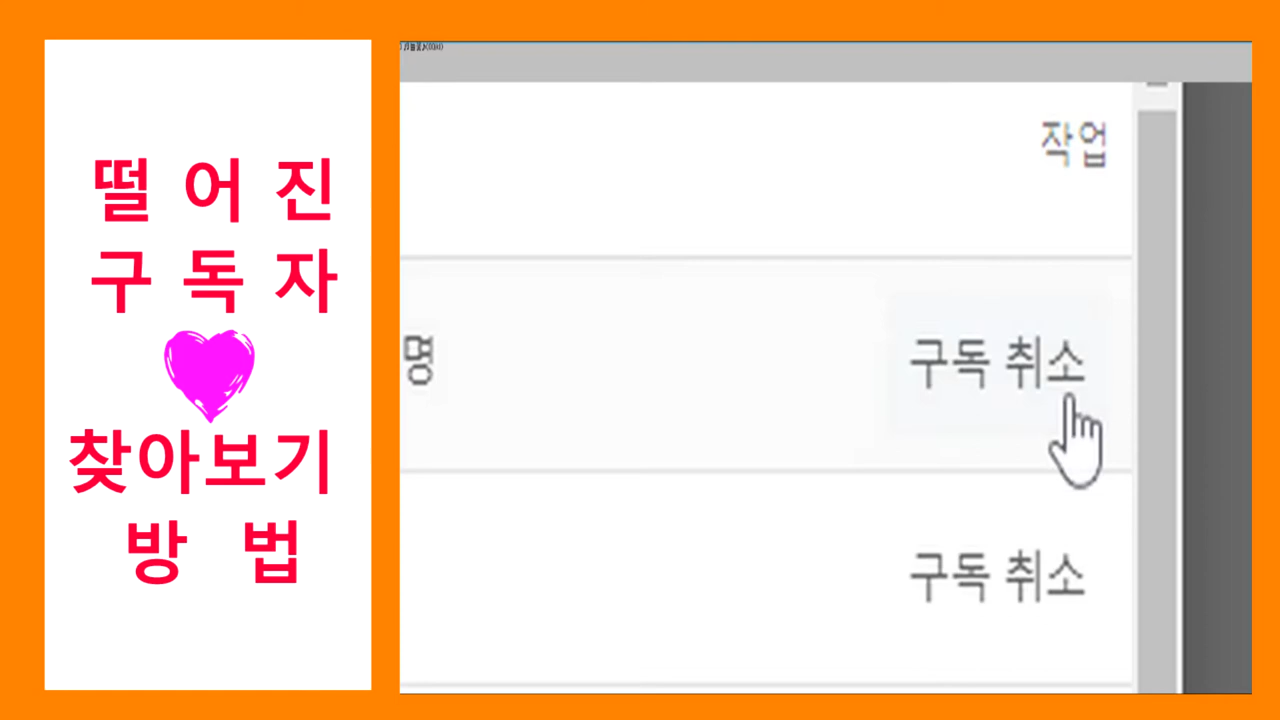 떨어진
구독자
찾아보기
방 법
작업
명
구독 취소
구독 취소